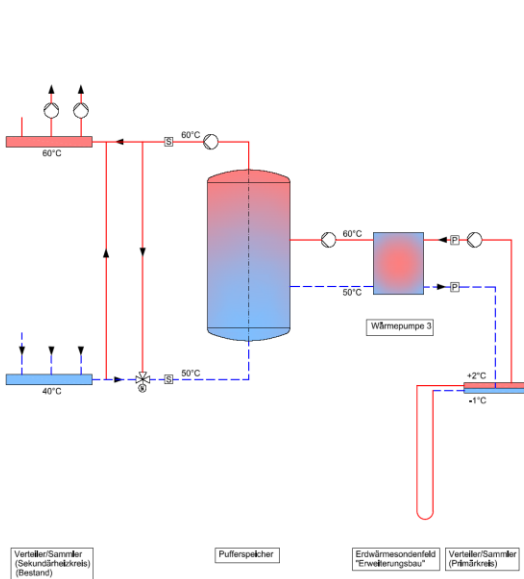 60°C
60°C
S
60°C
P
50°C
P
Wärmepumpe 3
40°C
S
50°C
+2°C
-1°C
Verteiler/Sammler
(Sekundärheizkreis)
(Bestand)
Pufferspeicher
Erdwärmesondenfeld
"Erweiterungsbau"
Verteiler/Sammler
(Primärkreis)